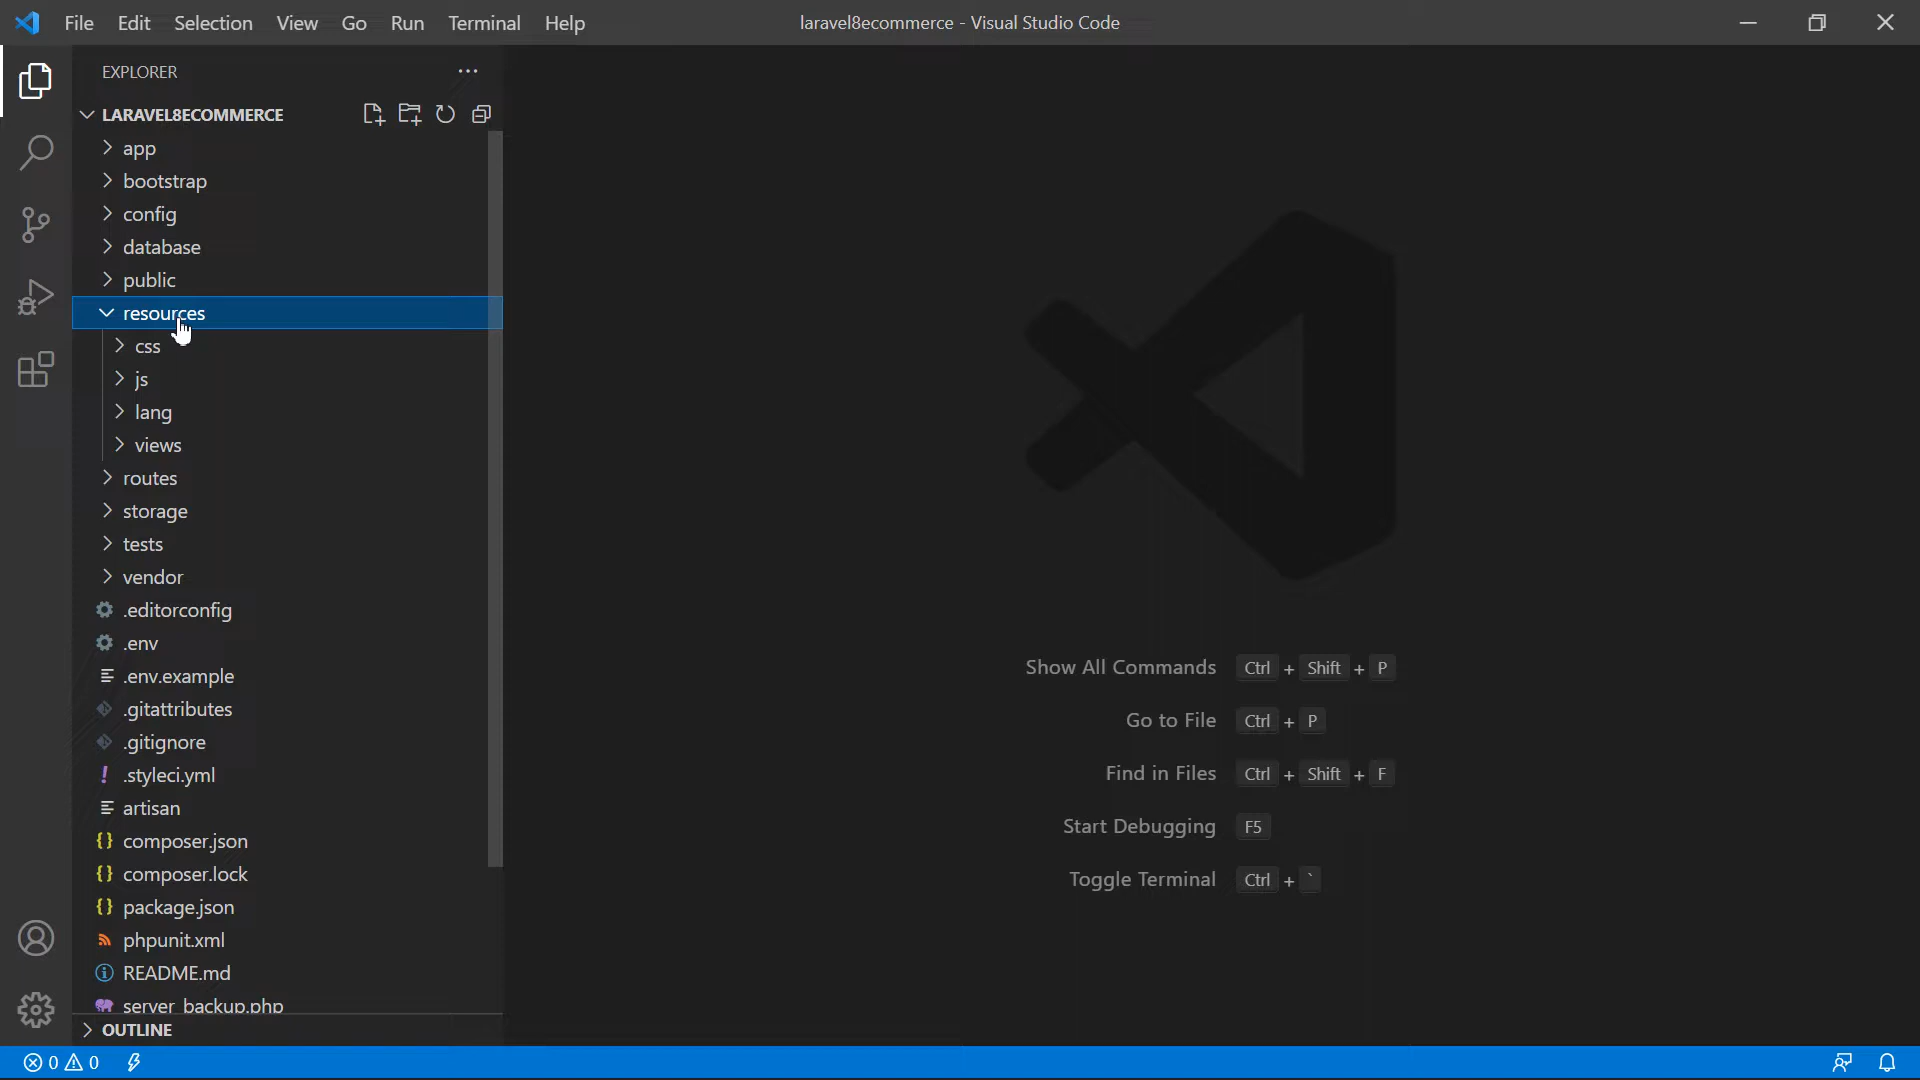 File Edit Selection View Go Run Terminal Help laravel8ecommerce - Visual Studio Code
EXPLORER
LARAVEL8ECOMMERCE
app
bootstrap
config
database
public
resources
css
js
lang
views
routes
storage
tests
vendor
.editorconfig
.env
.env.example
.gitattributes
.gitignore
.styleci.yml
artisan
composer.json
composer.lock
package.json
phpunit.xml
README.md
server_backup.php
OUTLINE
Show All Commands Ctrl + Shift + P
Go to File Ctrl + P
Find in Files Ctrl + Shift + F
Start Debugging F5
Toggle Terminal Ctrl + `
0 0